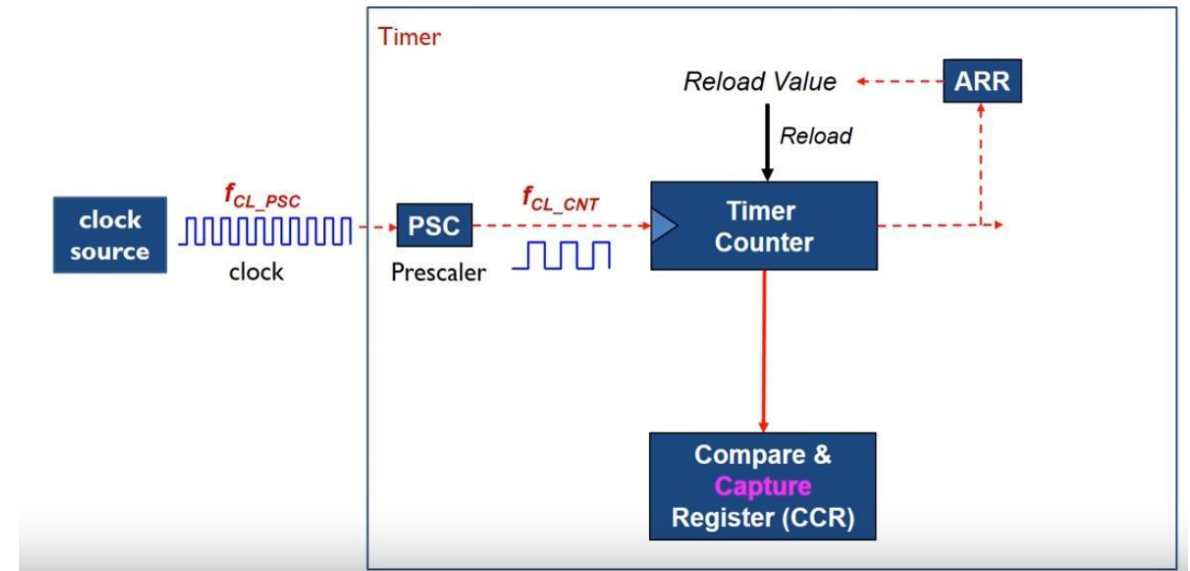 Timer
Reload Value
ARR
Reload
clock
source
fCL_PSC
clock
PSC
Prescaler
fCL_CNT
Timer
Counter
Compare &
Capture
Register (CCR)